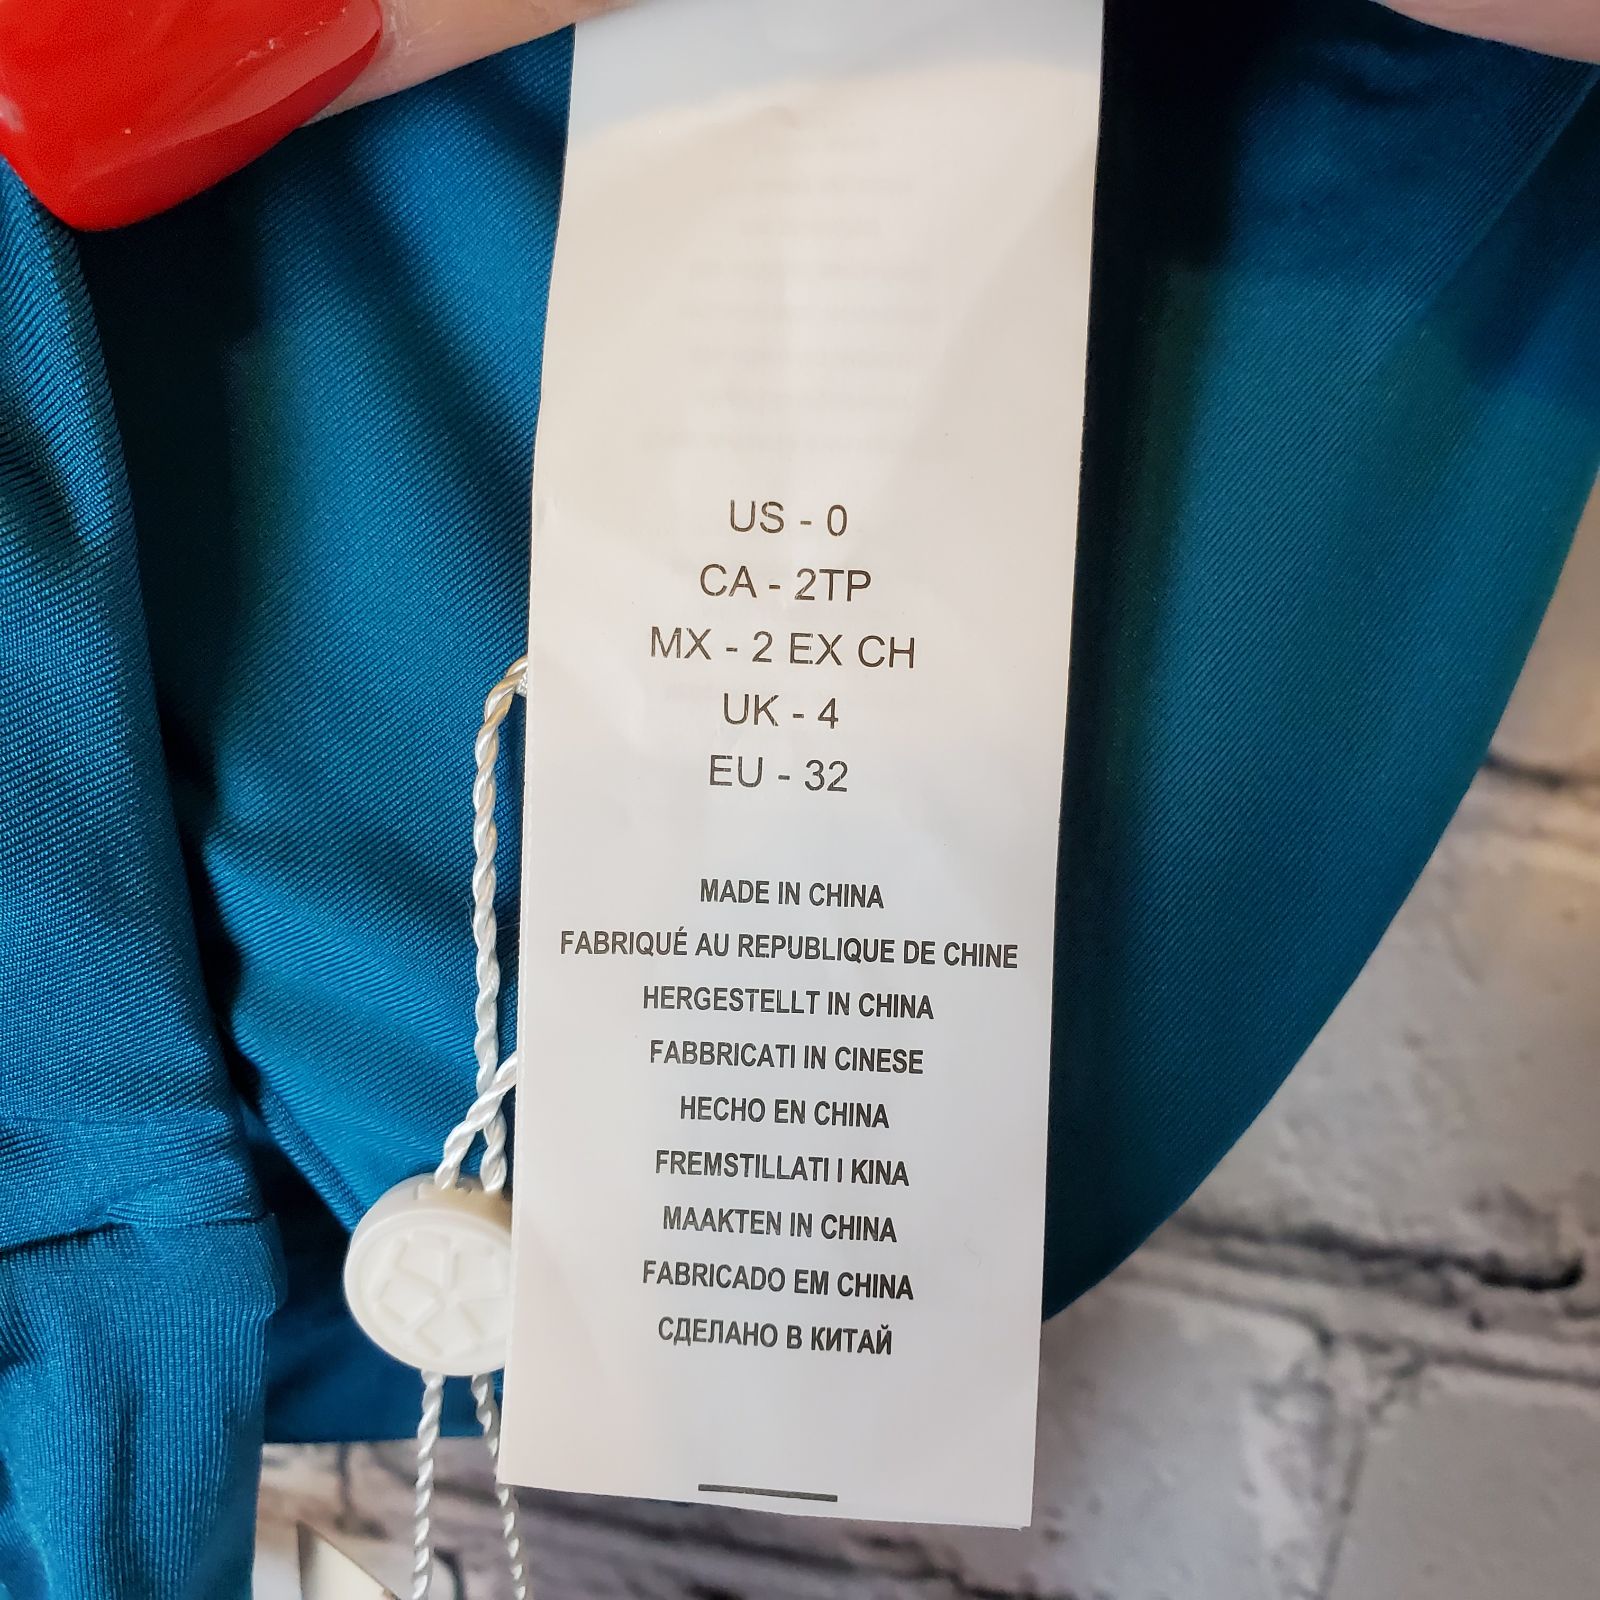 US - 0
CA - 2TP
MX - 2 EX CH
UK - 4
EU - 32
MADE IN CHINA
FABRIQUÉ AU REPUBLIQUE DE CHINE
HERGESTELLT IN CHINA
FABBRICATI IN CINESE
HECHO EN CHINA
FREMSTILLATI I KINA
MAAKTEN IN CHINA
FABRICADO EM CHINA
СДЕЛАНО В КИТАЙ